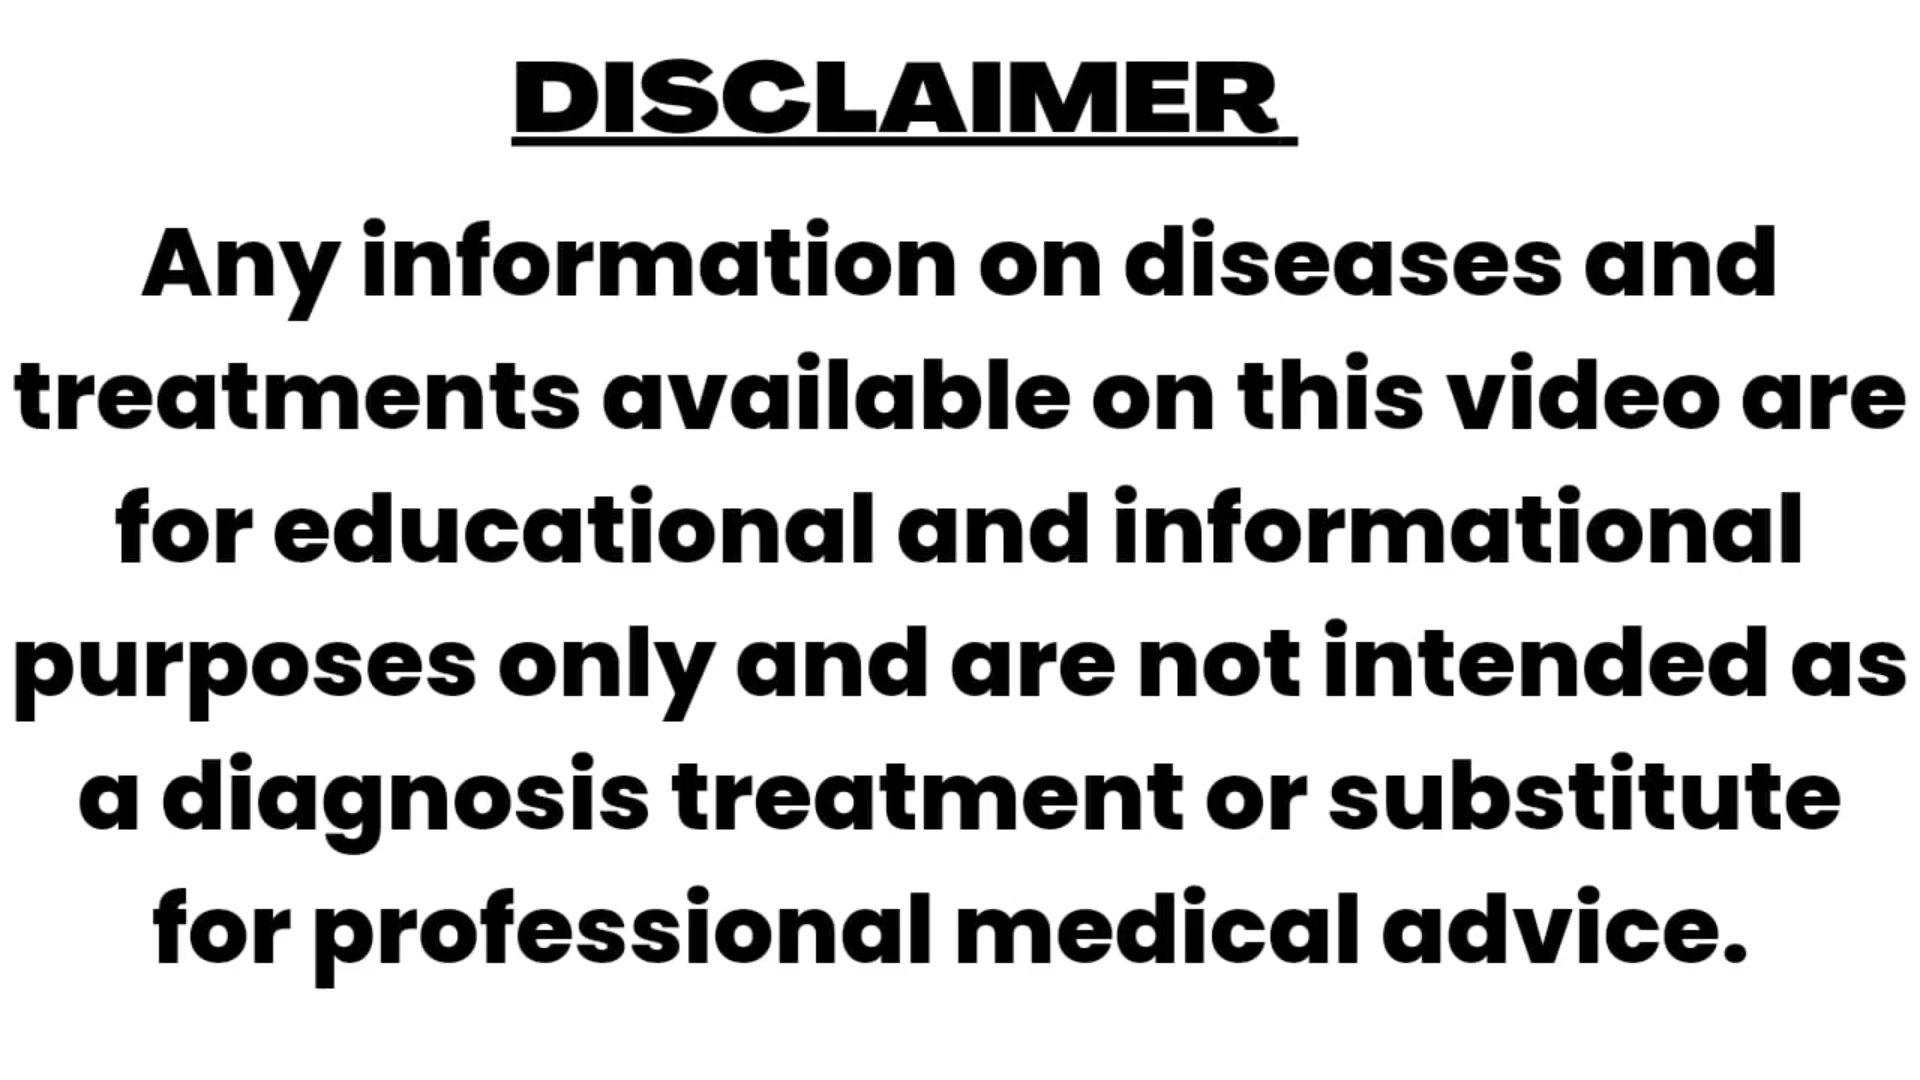 DISCLAIMER
Any information on diseases and
treatments available on this video are
for educational and informational
purposes only and are not intended as
a diagnosis treatment or substitute
for professional medical advice.